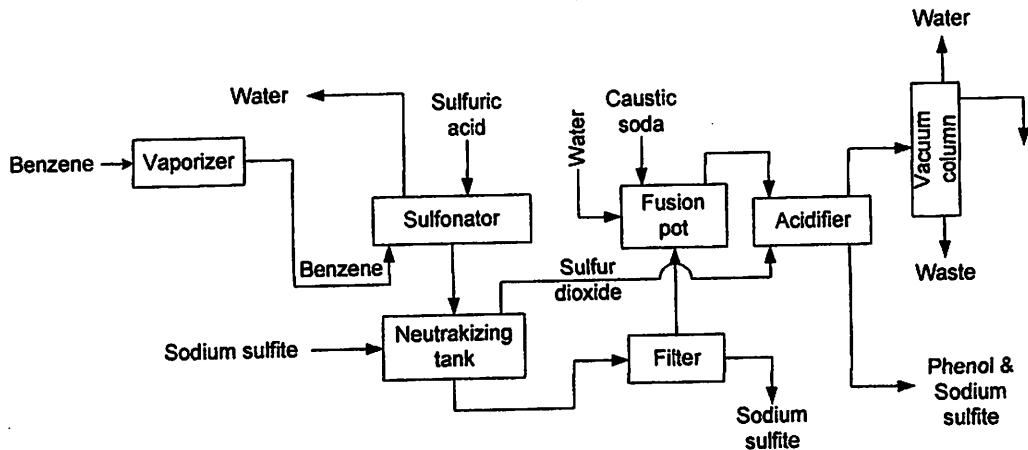 Water
Water
Sulfuric
acid
Caustic
soda
Water
Benzene
Vaporizer
Vacuum
column
Sulfonator
Fusion
pot
Acidifier
Benzene
Sulfur
dioxide
Waste
Sodium sulfite
Neutrakizing
tank
Filter
Phenol &
Sodium
sulfite
Sodium
sulfite